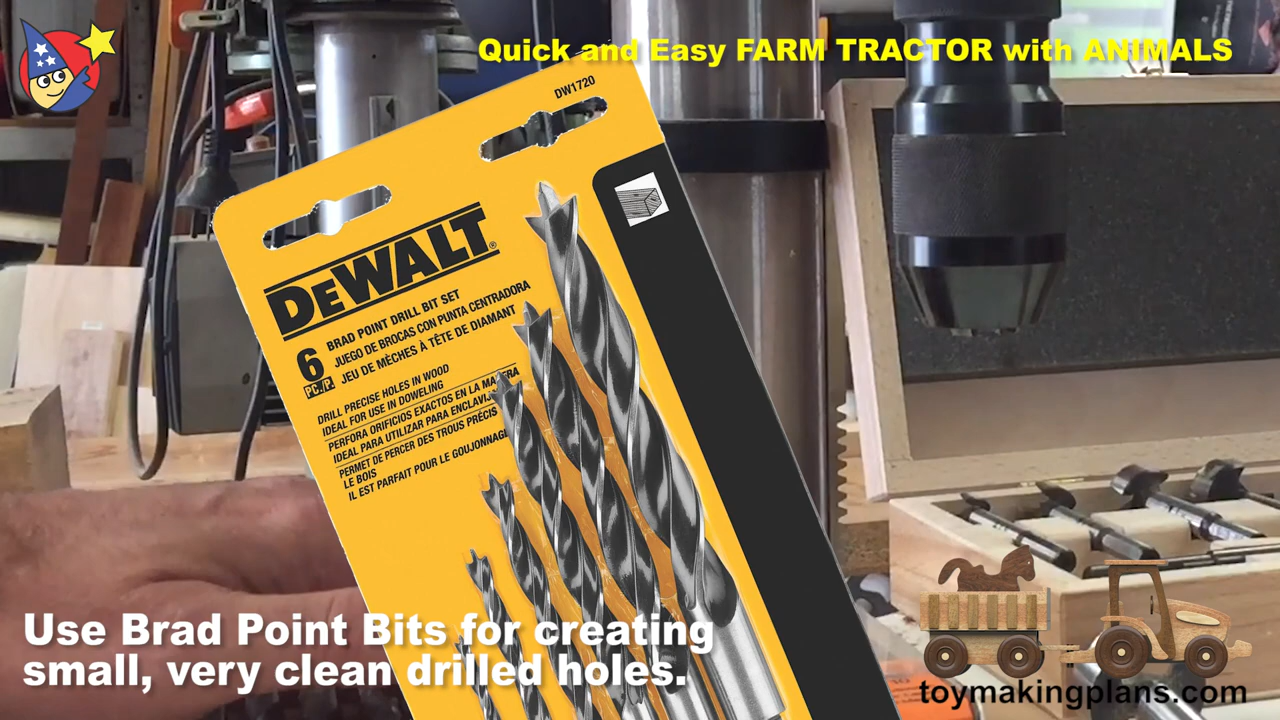 Quick and Easy FARM TRACTOR with ANIMALS
DW1720
DEWALT®
6
PC./P.
BRAD POINT DRILL BIT SET
JUEGO DE BROCAS CON PUNTA CENTRADORA
JEU DE MÈCHES À TÊTE DE DIAMANT
DRILL PRECISE HOLES IN WOOD
IDEAL FOR USE IN DOWELING
PERFORA ORIFICIOS EXACTOS EN LA MADERA
IDEAL PARA UTILIZAR PARA ENCLAVIJ
PERMET DE PERCER DES TROUS PRÉCIS
LE BOIS
IL EST PARFAIT POUR LE GOUJONNAG
Use Brad Point Bits for creating
small, very clean drilled holes.
toymakingplans.com